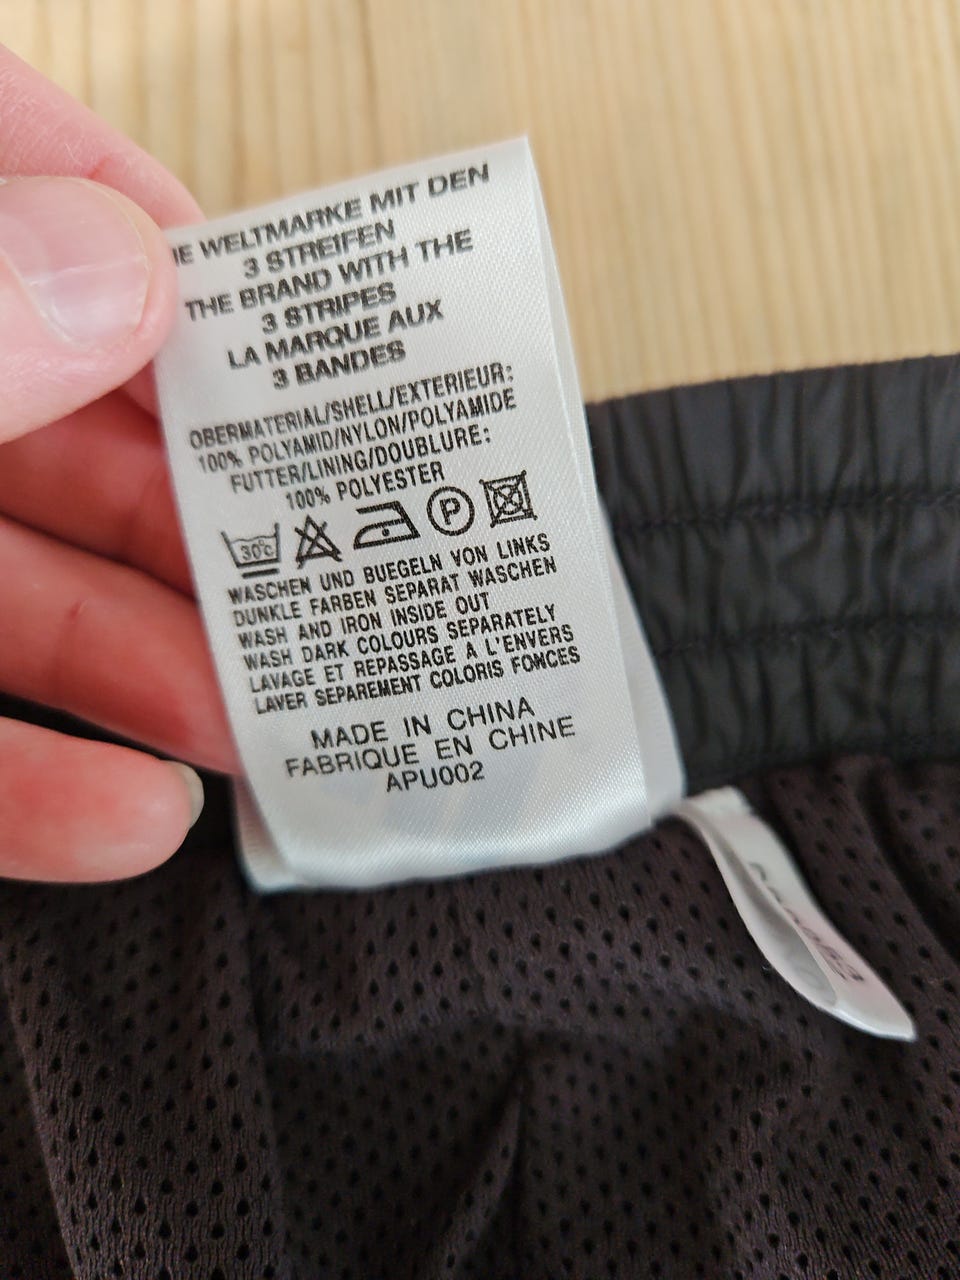 IE WELTMARKE MIT DEN
3 STREIFEN
THE BRAND WITH THE
3 STRIPES
LA MARQUE AUX
3 BANDES
OBERMATERIAL/SHELL/EXTERIEUR:
100% POLYAMID/NYLON/POLYAMIDE
FUTTER/LINING/DOUBLURE:
100% POLYESTER
30°c P
WASCHEN UND BUEGELN VON LINKS
DUNKLE FARBEN SEPARAT WASCHEN
WASH AND IRON INSIDE OUT
WASH DARK COLOURS SEPARATELY
LAVAGE ET REPASSAGE A L'ENVERS
LAVER SEPAREMENT COLORIS FONCES
MADE IN CHINA
FABRIQUE EN CHINE
APU002